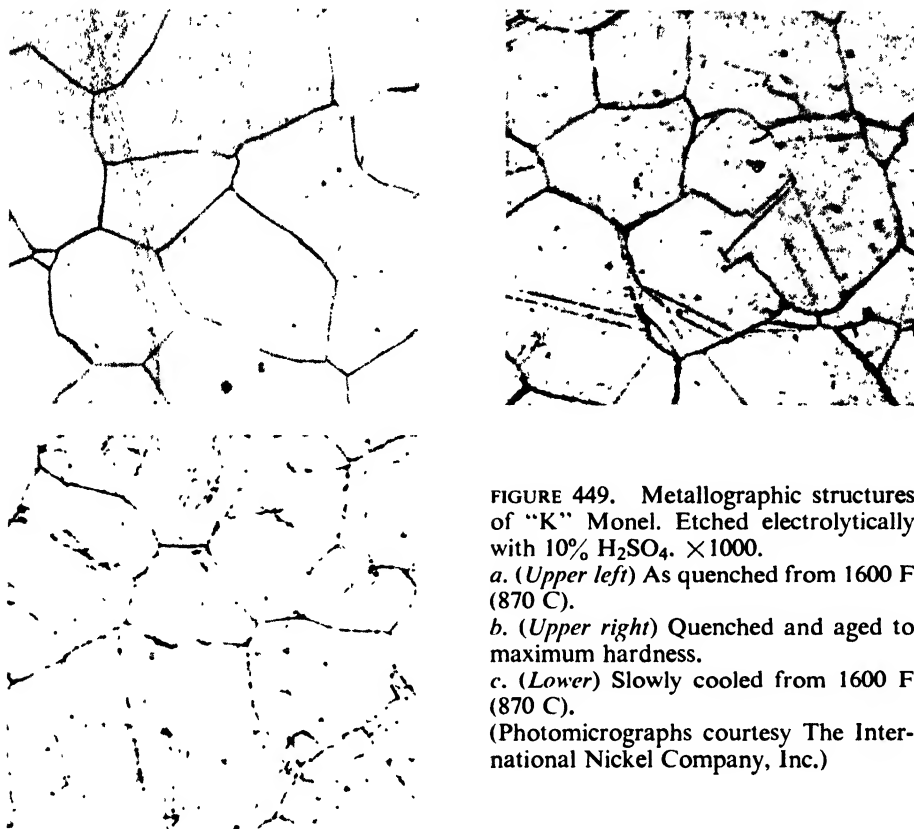 FIGURE 449. Metallographic structures
of "K" Monel. Etched electrolytically
with 10% H₂SO₄. ×1000.
a. (Upper left) As quenched from 1600 F
(870 C).
b. (Upper right) Quenched and aged to
maximum hardness.
c. (Lower) Slowly cooled from 1600 F
(870 C).
(Photomicrographs courtesy The Inter-
national Nickel Company, Inc.)